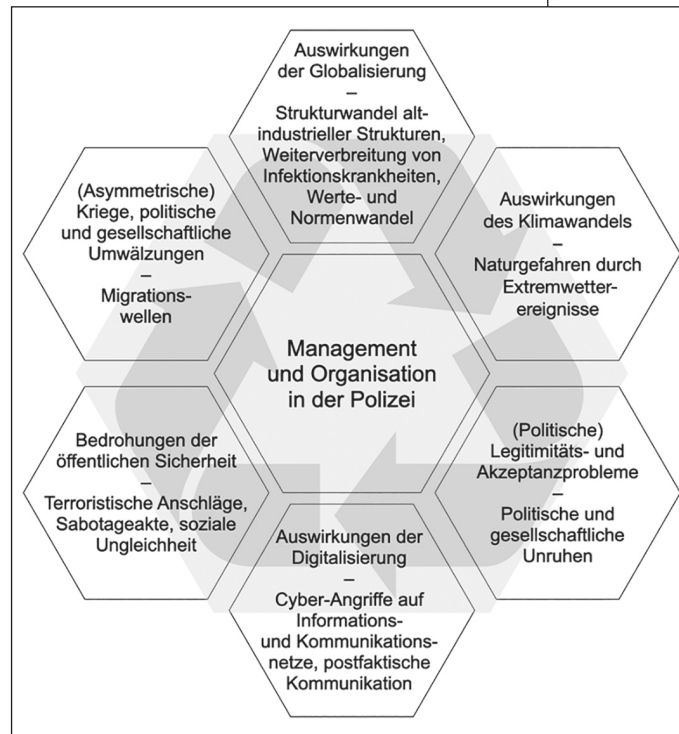 Auswirkungen
der Globalisierung
–
Strukturwandel alt-
industrieller Strukturen,
Weiterverbreitung von
Infektionskrankheiten,
Werte- und
Normenwandel
Auswirkungen
des Klimawandels
–
Naturgefahren durch
Extremwetter-
ereignisse
(Politische)
Legitimitäts- und
Akzeptanzprobleme
–
Politische und
gesellschaftliche
Unruhen
Auswirkungen der
Digitalisierung
–
Cyber-Angriffe auf
Informations-
und Kommunikations-
netze, postfaktische
Kommunikation
Bedrohungen der
öffentlichen Sicherheit
–
Terroristische Anschläge,
Sabotageakte, soziale
Ungleichheit
(Asymmetrische)
Kriege, politische
und gesellschaftliche
Umwälzungen
–
Migrations-
wellen
Management
und Organisation
in der Polizei